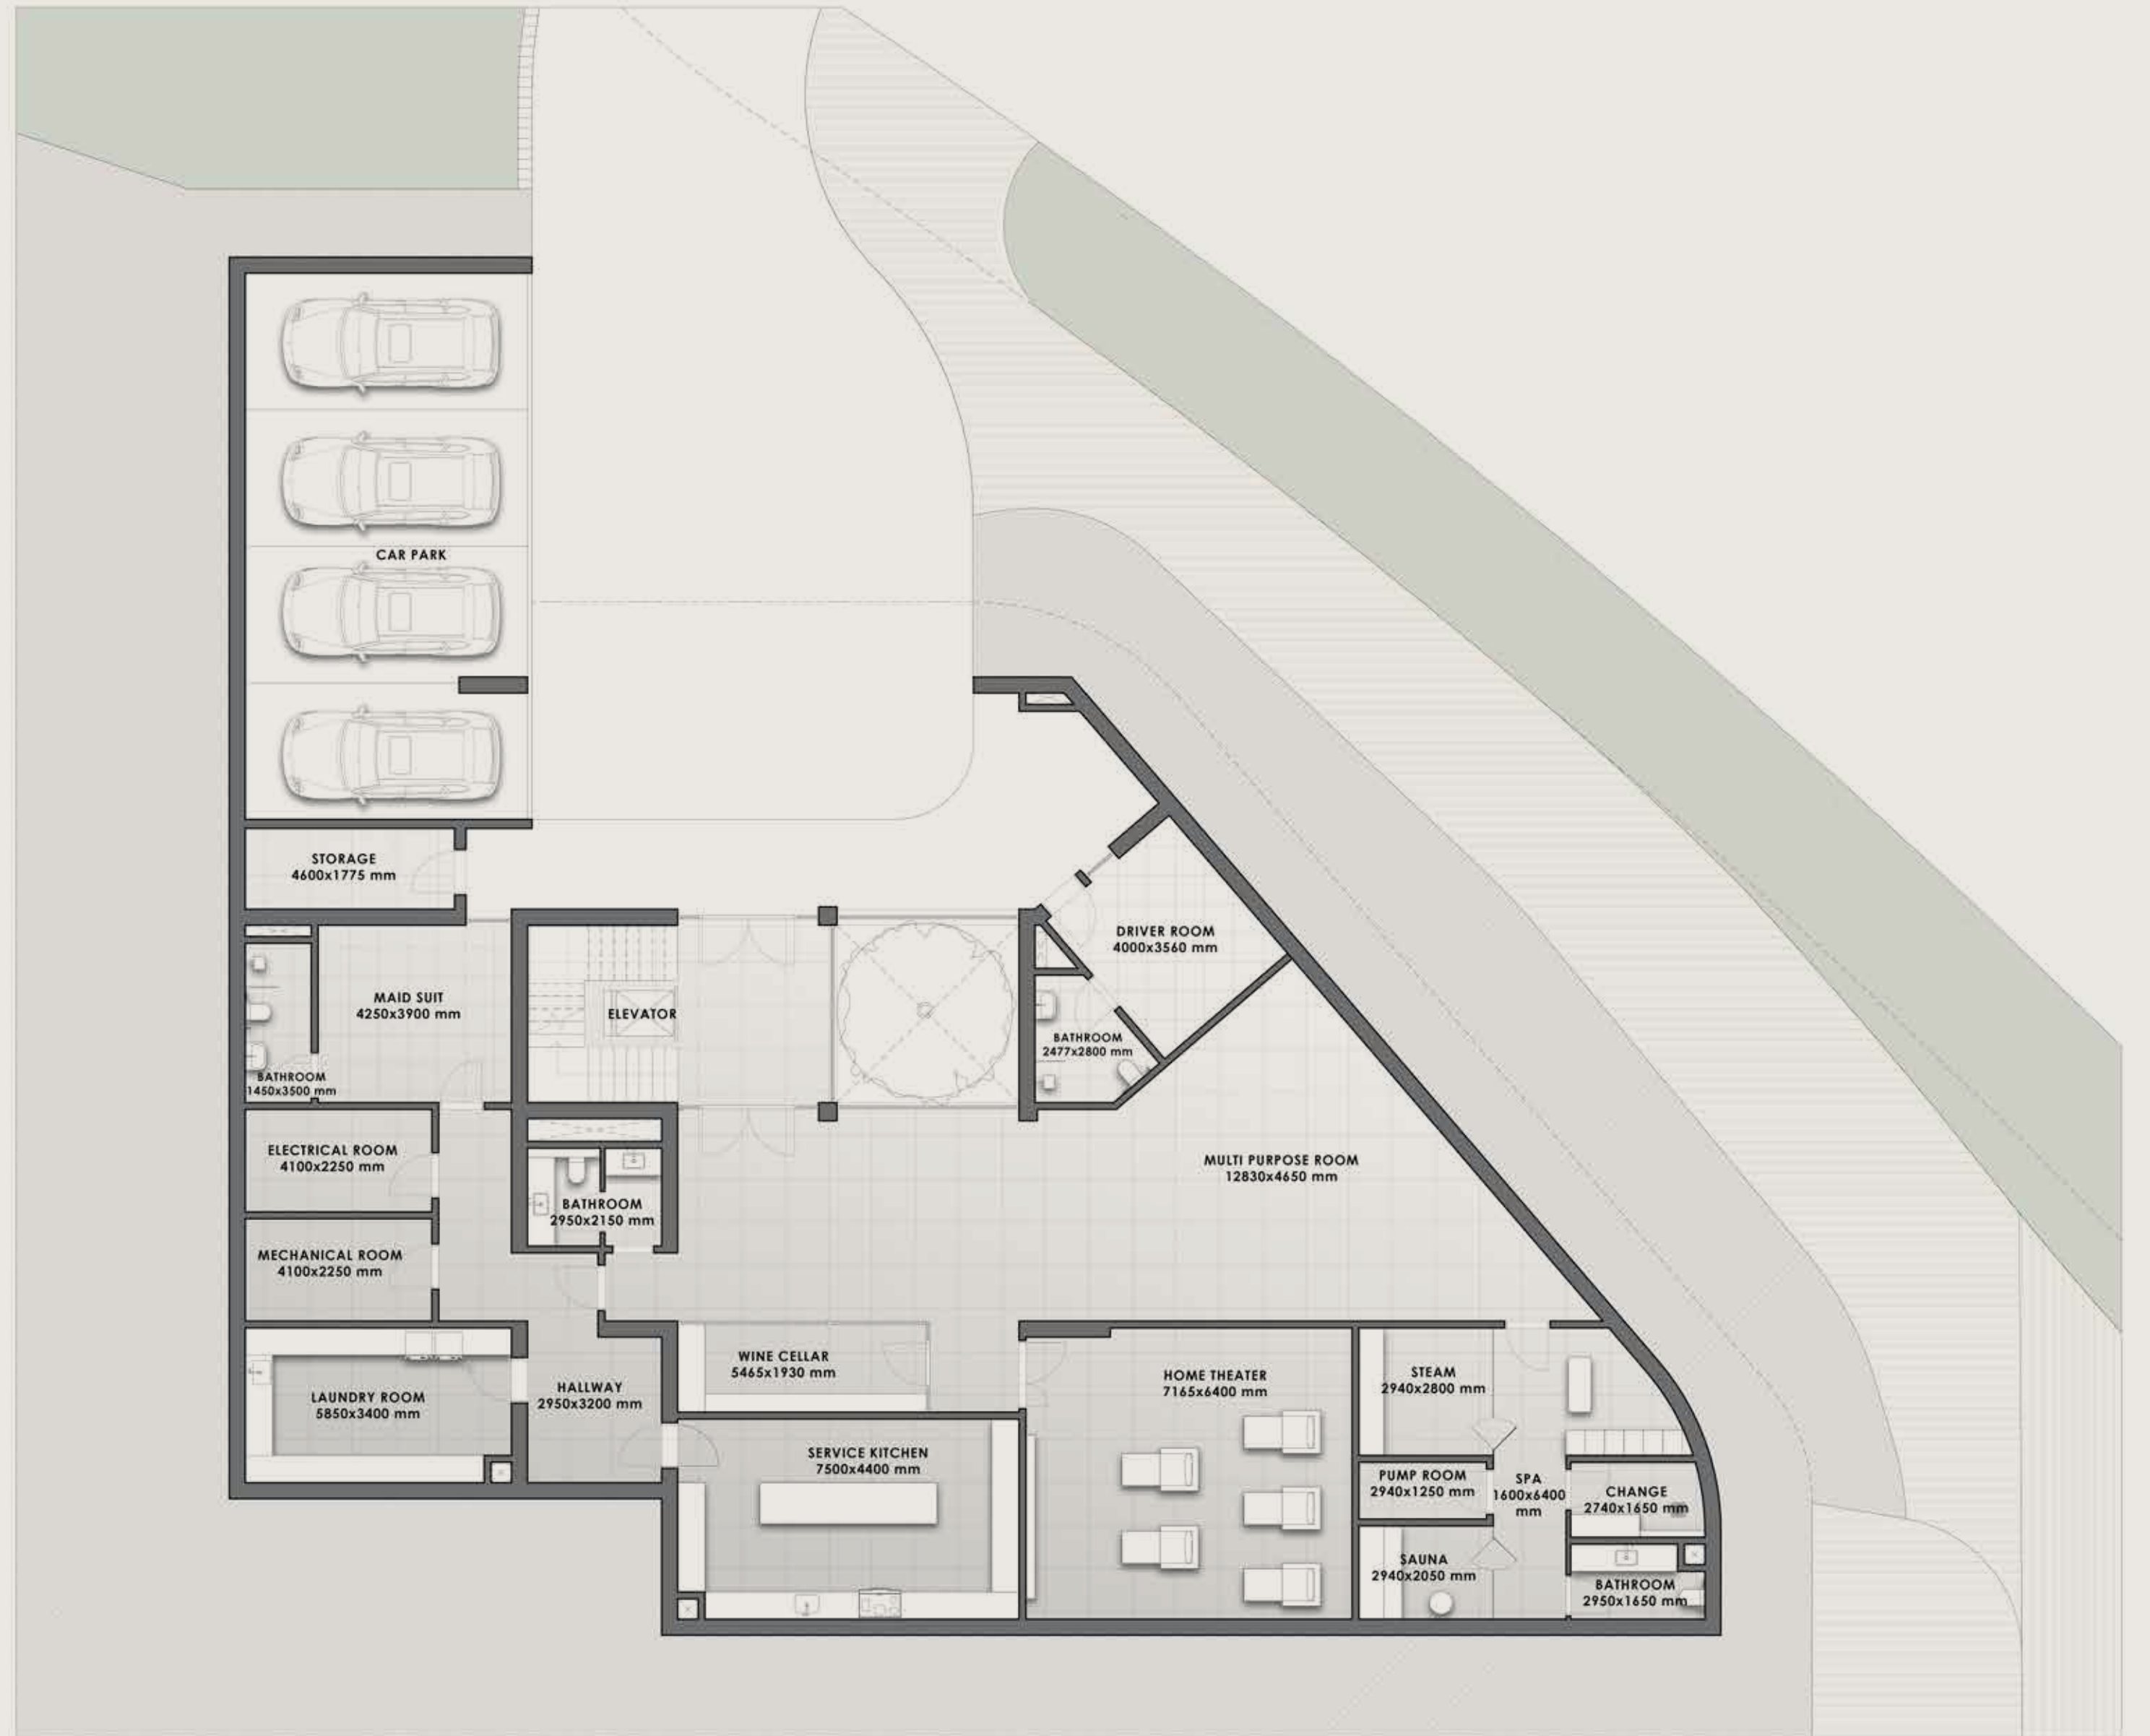 CAR PARK
STORAGE
4600x1775 mm
DRIVER ROOM
4000x3560 mm
MAID SUIT
4250x3900 mm
ELEVATOR
BATHROOM
2477x2800 mm
BATHROOM
1450x3500 mm
ELECTRICAL ROOM
4100x2250 mm
MULTI PURPOSE ROOM
12830x4650 mm
BATHROOM
2950x2150 mm
MECHANICAL ROOM
4100x2250 mm
WINE CELLAR
5465x1930 mm
HOME THEATER
7165x6400 mm
STEAM
2940x2800 mm
LAUNDRY ROOM
5850x3400 mm
HALLWAY
2950x3200 mm
SERVICE KITCHEN
7500x4400 mm
PUMP ROOM
2940x1250 mm
SPA
1600x6400
mm
CHANGE
2740x1650 mm
SAUNA
2940x2050 mm
BATHROOM
2950x1650 mm